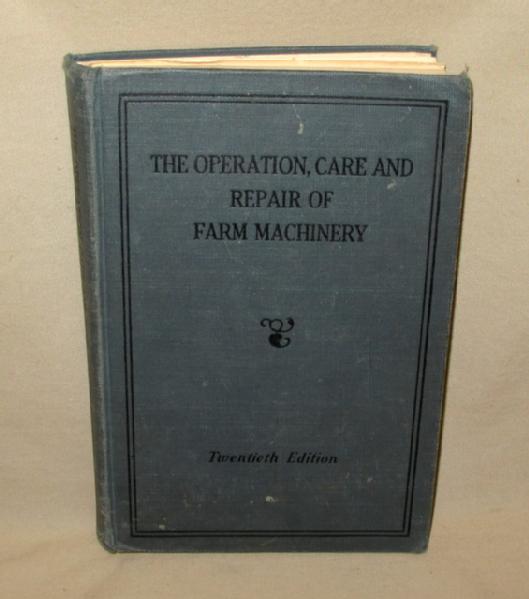 THE OPERATION, CARE AND
REPAIR OF
FARM MACHINERY
Twentieth Edition